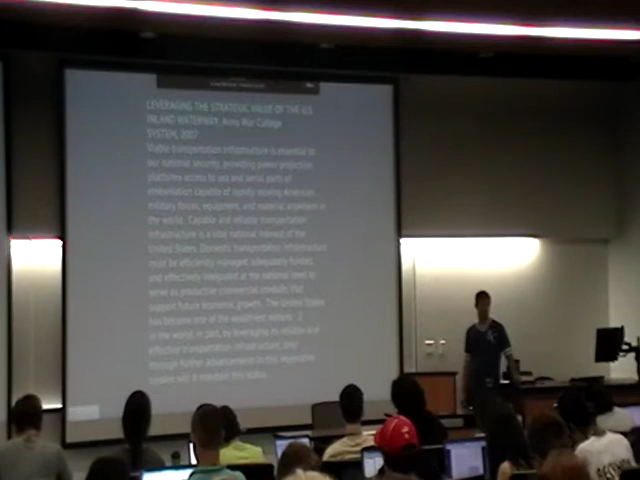 LEVERAGING THE STRATEGIC VALUE OF THE U.S.
INLAND WATERWAY, Army War College
SYSTEM, 2007
Viable transportation infrastructure is essential to
our national security, providing power projection
platforms access to sea and aerial ports of
embarkation capable of rapidly moving American
military forces, equipment, and material anywhere in
the world. Capable and reliable transportation
infrastructure is a vital national interest of the
United States. Domestic transportation infrastructure
must be efficiently managed, adequately funded,
and effectively integrated at the national level to
serve as productive commercial conduits that
support future economic growth. The United States
has become one of the wealthiest nations
in the world, in part, by leveraging its reliable and
effective transportation infrastructure; only
through further advancements in this
system will it maintain this status.